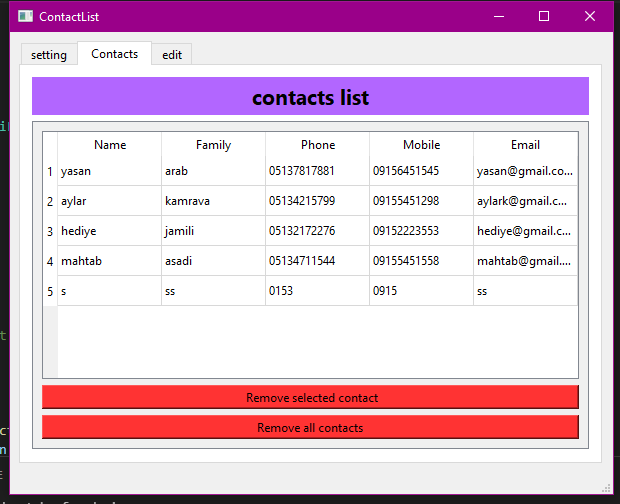 ContactList
setting Contacts edit
contacts list
Name Family Phone Mobile Email
1 yasan arab 05137817881 09156451545 yasan@gmail.co...
2 aylar kamrava 05134215799 09155451298 aylark@gmail.c...
3 hediye jamili 05132172276 09152223553 hediye@gmail.c...
4 mahtab asadi 05134711544 09155451558 mahtab@gmail....
5 s ss 0153 0915 ss
Remove selected contact
Remove all contacts